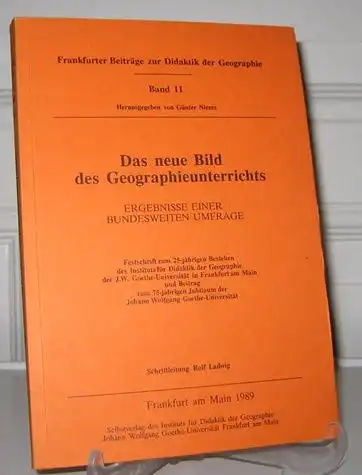 Frankfurter Beiträge zur Didaktik der Geographie
Band 11
Herausgegeben von Günter Niemz
Das neue Bild
des Geographieunterrichts
ERGEBNISSE EINER
BUNDESWEITEN UMFRAGE
Festschrift zum 25-jährigen Bestehen
des Instituts für Didaktik der Geographie
der J.W. Goethe-Universität in Frankfurt am Main
und Beitrag
zum 75-jährigen Jubiläum der
Johann Wolfgang Goethe-Universität
Schriftleitung Rolf Ladwig
Frankfurt am Main 1989
Selbstverlag des Instituts für Didaktik der Geographie
Johann Wolfgang Goethe-Universität Frankfurt am Main